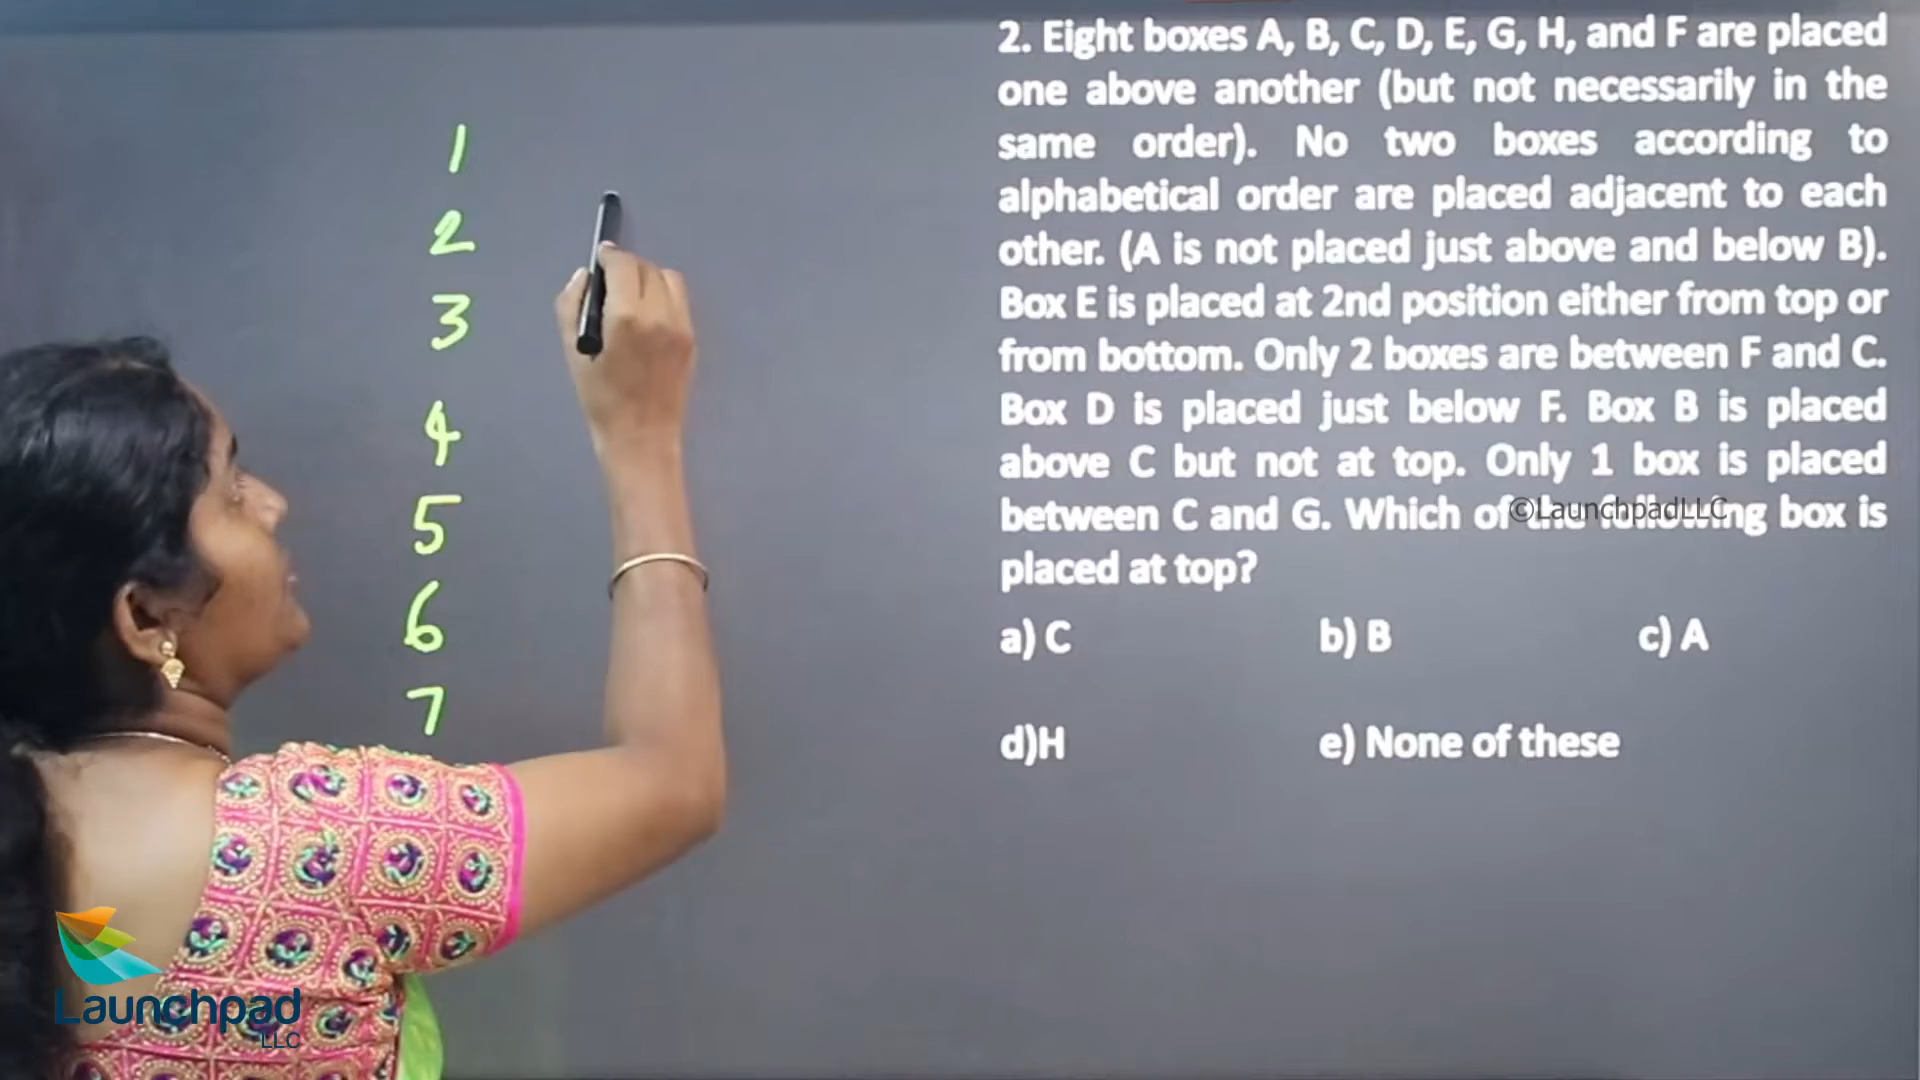 2. Eight boxes A, B, C, D, E, G, H, and F are placed
one above another (but not necessarily in the
same order). No two boxes according to
alphabetical order are placed adjacent to each
other. (A is not placed just above and below B).
Box E is placed at 2nd position either from top or
from bottom. Only 2 boxes are between F and C.
Box D is placed just below F. Box B is placed
above C but not at top. Only 1 box is placed
between C and G. Which of the following box is
placed at top?
©LaunchpadLLC
a) C b) B c) A
d)H e) None of these
1
2
3
4
5
6
7
Launchpad
LLC